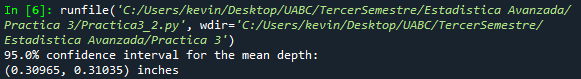 In [6]: runfile('C:/Users/kevin/Desktop/UABC/TercerSemestre/Estadistica Avanzada/
Practica 3/Practica3_2.py', wdir='C:/Users/kevin/Desktop/UABC/TercerSemestre/
Estadistica Avanzada/Practica 3')
95.0% confidence interval for the mean depth:
(0.30965, 0.31035) inches